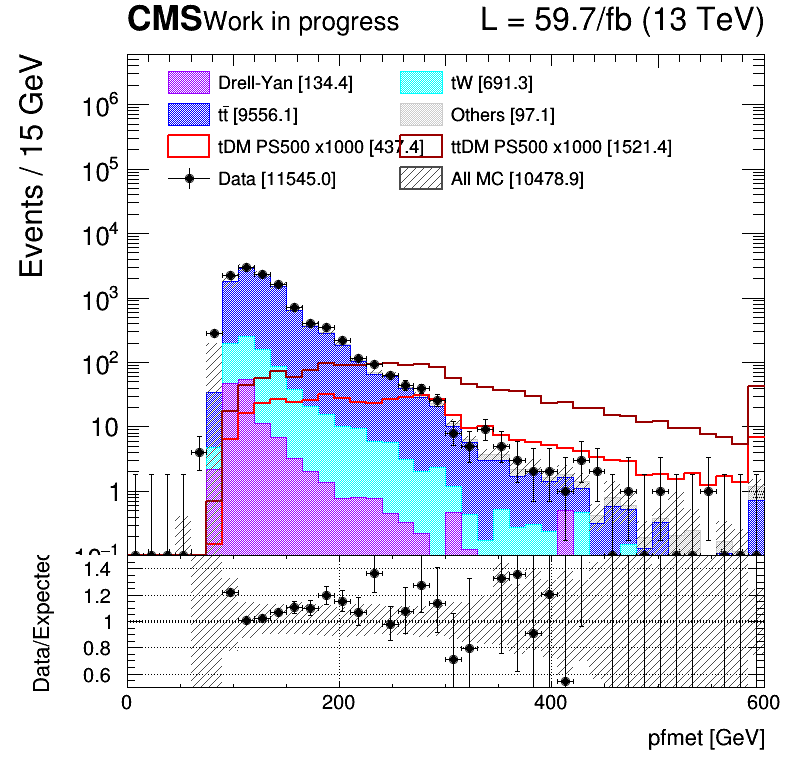 CMS Work in progress L = 59.7/fb (13 TeV)
Events / 15 GeV
Drell-Yan [134.4] tW [691.3]
tt̄ [9556.1] Others [97.1]
tDM PS500 x1000 [437.4] ttDM PS500 x1000 [1521.4]
Data [11545.0] All MC [10478.9]
10⁶
10⁵
10⁴
10³
10²
10
1
10⁻¹
Data/Expected
1.4
1.2
1
0.8
0.6
0 200 400 600
pfmet [GeV]